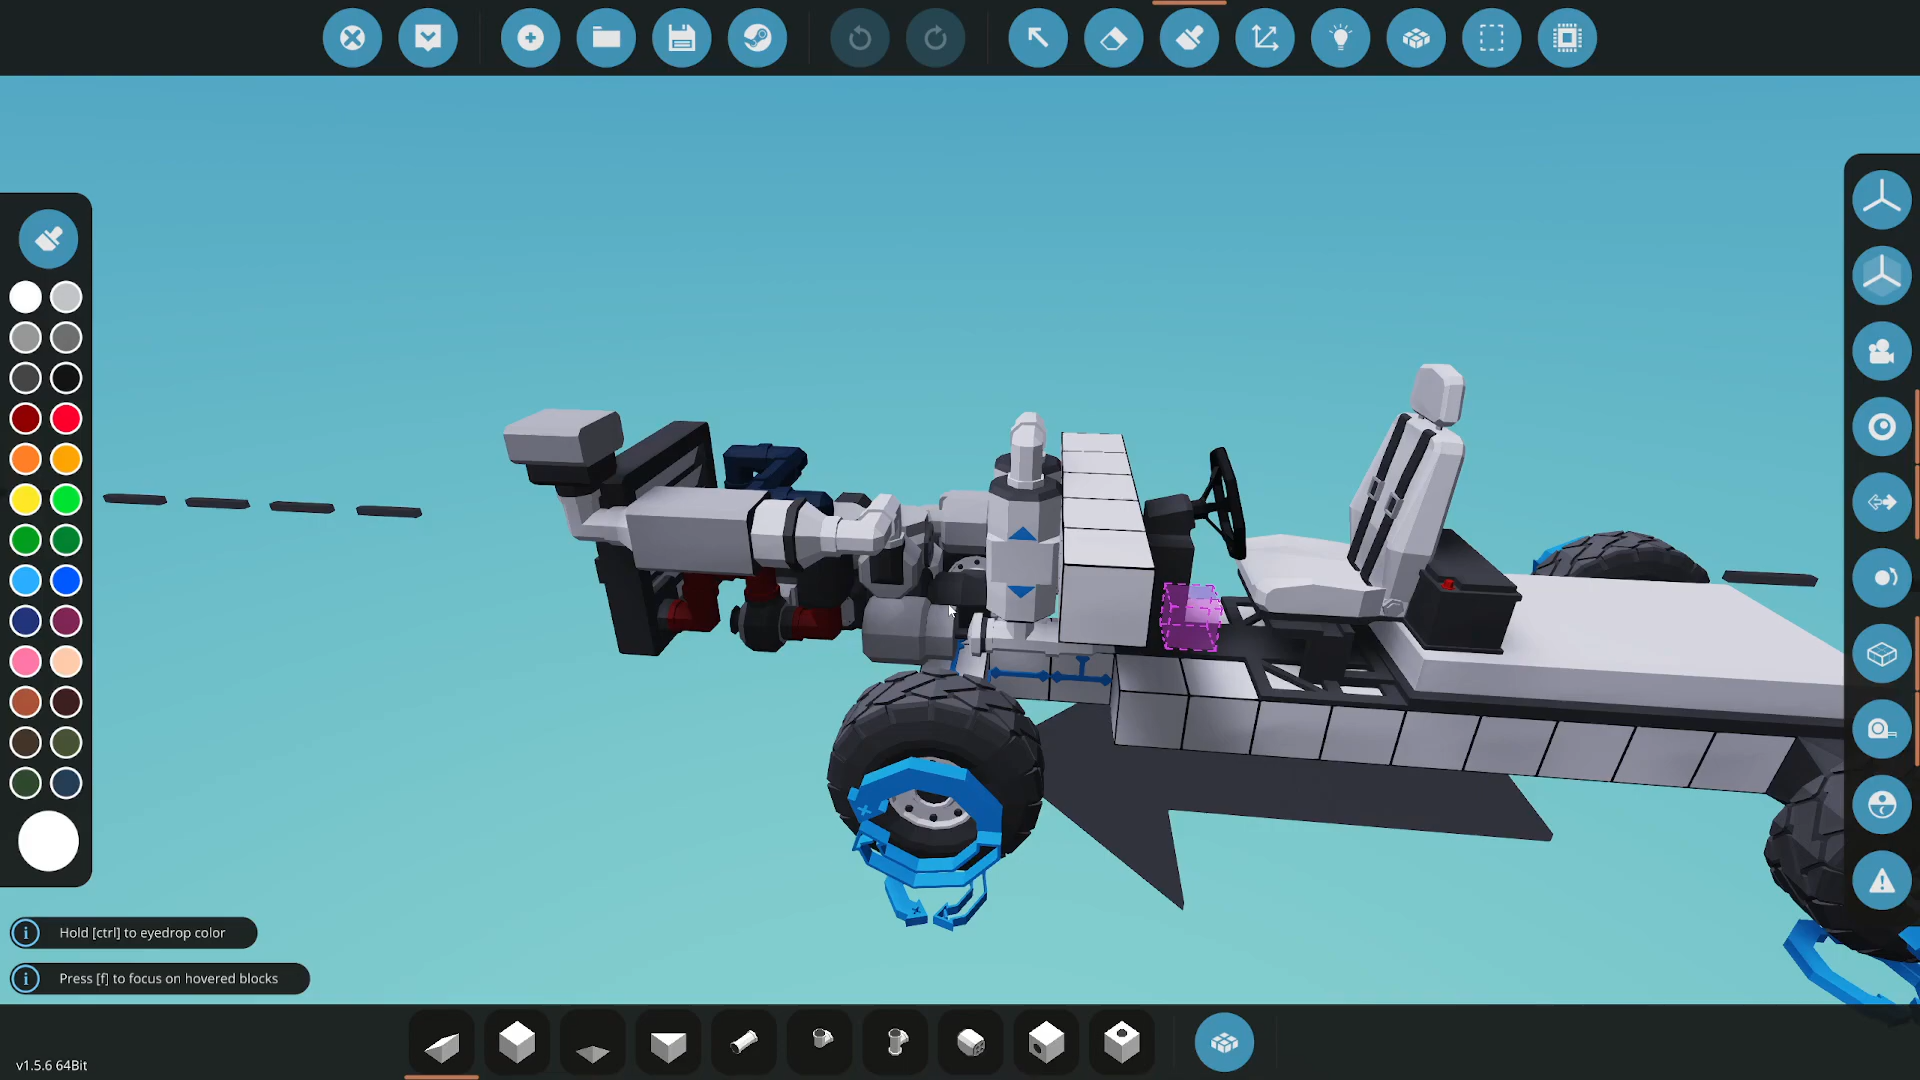 Hold [ctrl] to eyedrop color
Press [f] to focus on hovered blocks
v1.5.6 64Bit